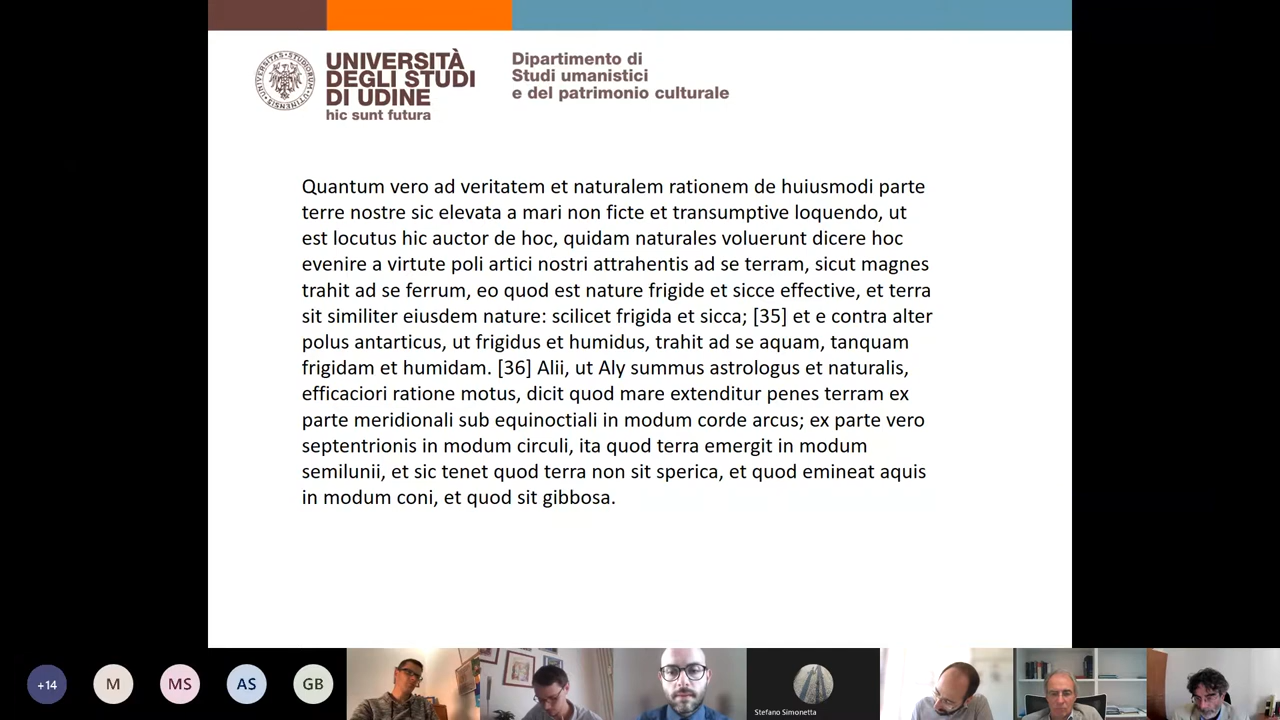 UNIVERSITÀ
DEGLI STUDI
DI UDINE
hic sunt futura
Dipartimento di
Studi umanistici
e del patrimonio culturale
Quantum vero ad veritatem et naturalem rationem de huiusmodi parte
terre nostre sic elevata a mari non ficte et transumptive loquendo, ut
est locutus hic auctor de hoc, quidam naturales voluerunt dicere hoc
evenire a virtute poli artici nostri attrahentis ad se terram, sicut magnes
trahit ad se ferrum, eo quod est nature frigide et sicce effective, et terra
sit similiter eiusdem nature: scilicet frigida et sicca; [35] et e contra alter
polus antarticus, ut frigidus et humidus, trahit ad se aquam, tanquam
frigidam et humidam. [36] Alii, ut Aly summus astrologus et naturalis,
efficaciori ratione motus, dicit quod mare extenditur penes terram ex
parte meridionali sub equinoctiali in modum corde arcus; ex parte vero
septentrionis in modum circuli, ita quod terra emergit in modum
semilunii, et sic tenet quod terra non sit sperica, et quod emineat aquis
in modum coni, et quod sit gibbosa.
+14
M
MS
AS
GB
Stefano Simonetta